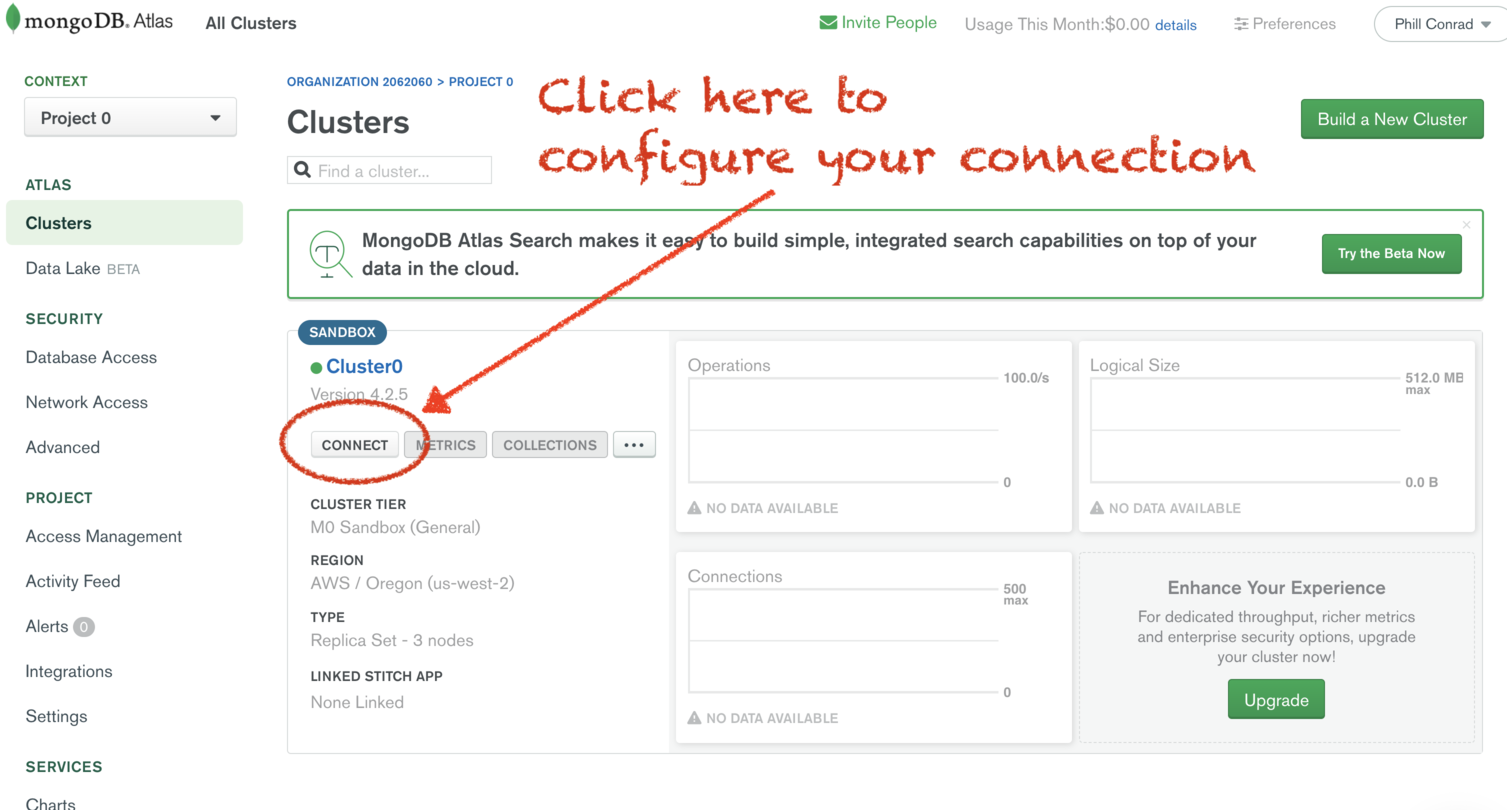 mongoDB. Atlas All Clusters Invite People Usage This Month:$0.00 details Preferences Phill Conrad
CONTEXT
Project 0
ATLAS
Clusters
Data Lake BETA
SECURITY
Database Access
Network Access
Advanced
PROJECT
Access Management
Activity Feed
Alerts 0
Integrations
Settings
SERVICES
Charts
ORGANIZATION 2062060 > PROJECT 0
Clusters
Find a cluster...
Click here to
configure your connection
Build a New Cluster
MongoDB Atlas Search makes it easy to build simple, integrated search capabilities on top of your
data in the cloud.
Try the Beta Now
SANDBOX
Cluster0
Version 4.2.5
CONNECT METRICS COLLECTIONS ...
CLUSTER TIER
M0 Sandbox (General)
REGION
AWS / Oregon (us-west-2)
TYPE
Replica Set - 3 nodes
LINKED STITCH APP
None Linked
Operations
100.0/s
0
NO DATA AVAILABLE
Logical Size
512.0 MB
max
0.0 B
NO DATA AVAILABLE
Connections
500
max
0
NO DATA AVAILABLE
Enhance Your Experience
For dedicated throughput, richer metrics
and enterprise security options, upgrade
your cluster now!
Upgrade